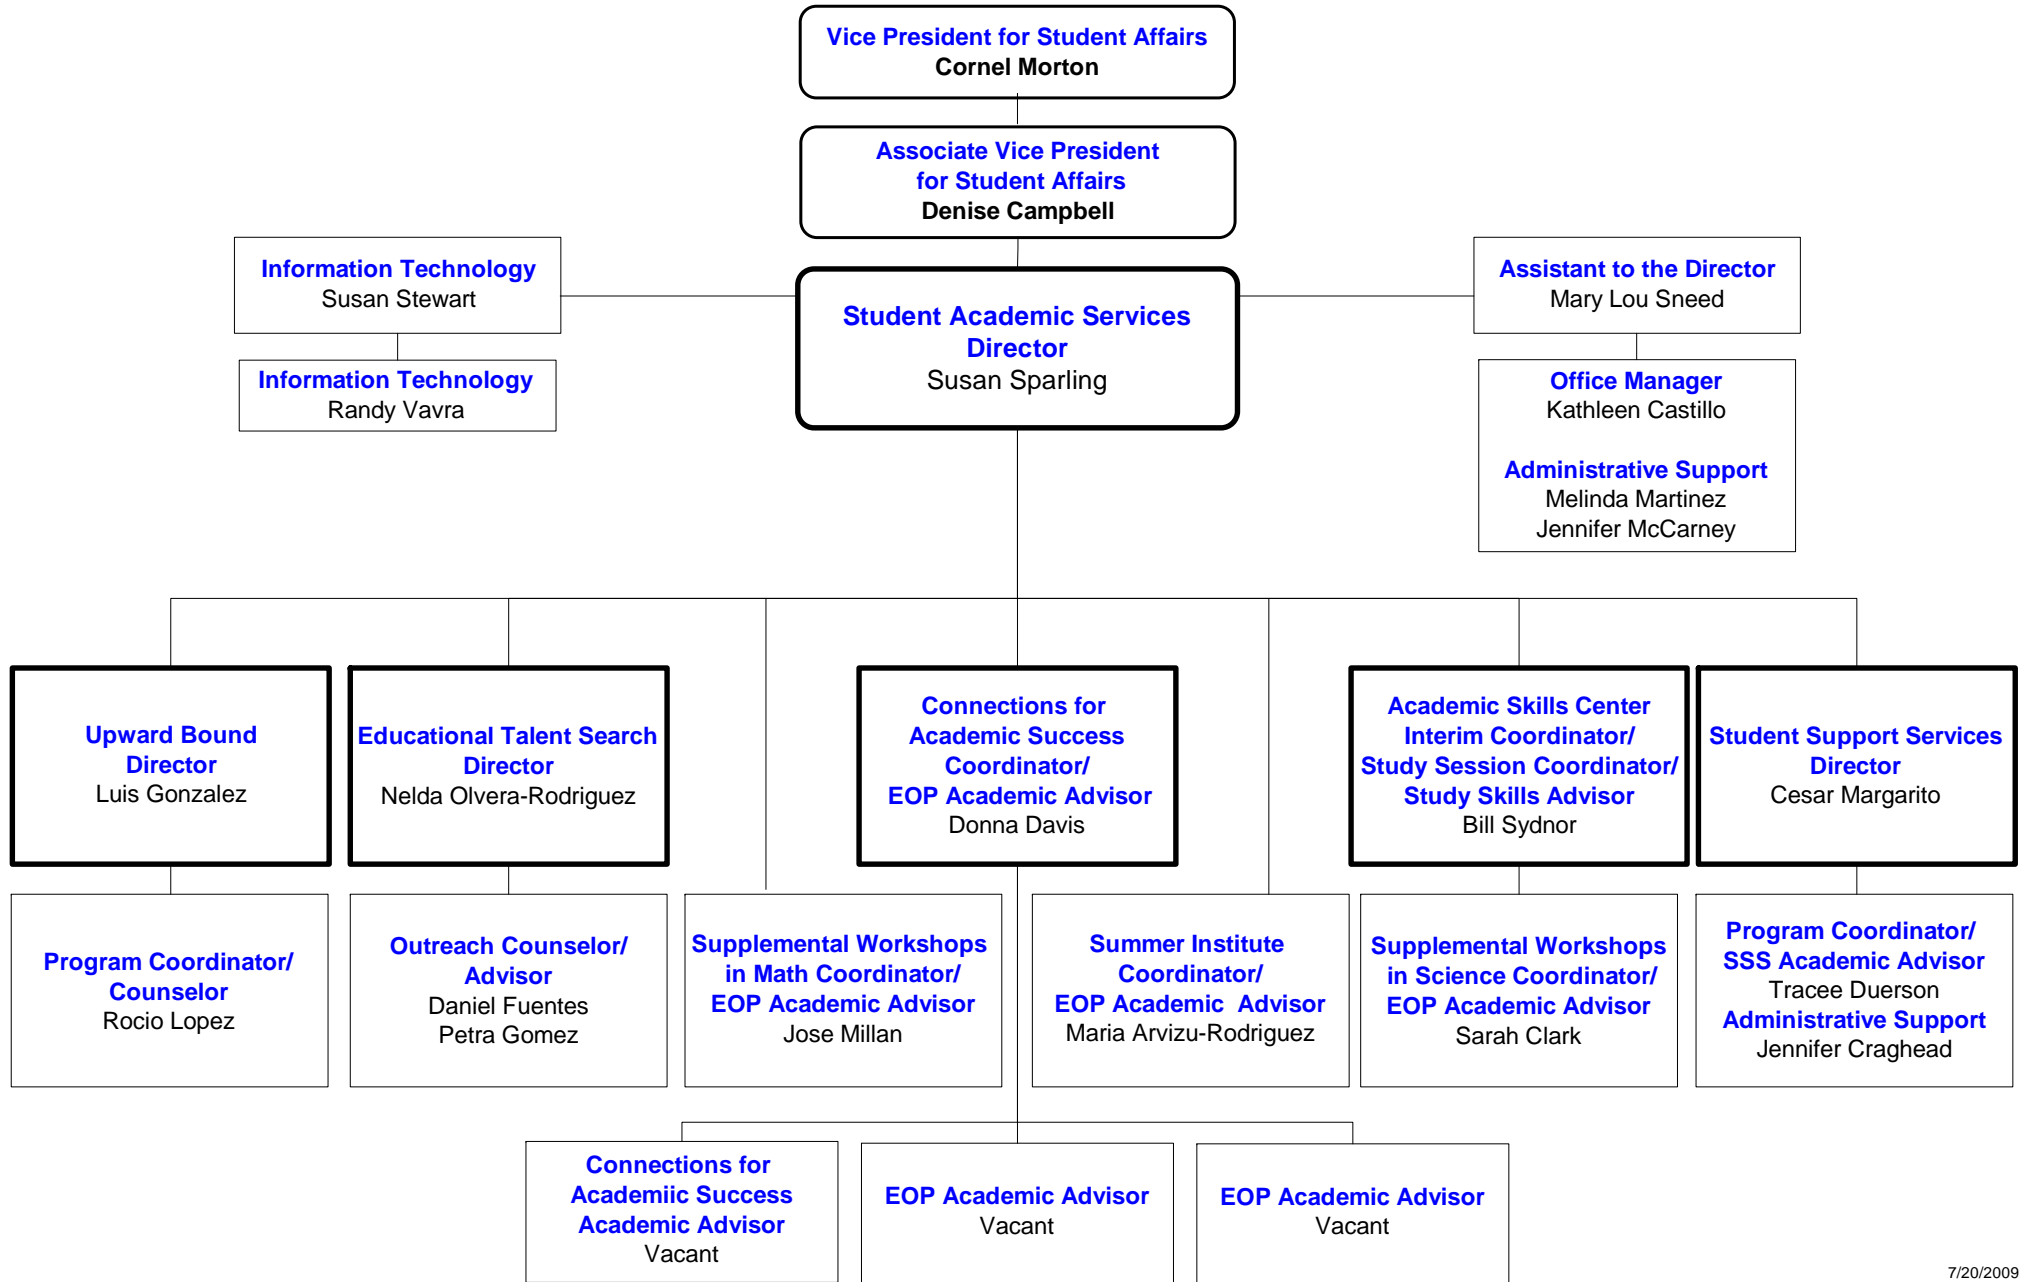 Vice President for Student Affairs
Cornel Morton
Associate Vice President
for Student Affairs
Denise Campbell
Information Technology
Susan Stewart
Information Technology
Randy Vavra
Student Academic Services
Director
Susan Sparling
Assistant to the Director
Mary Lou Sneed
Office Manager
Kathleen Castillo
Administrative Support
Melinda Martinez
Jennifer McCarney
Upward Bound
Director
Luis Gonzalez
Educational Talent Search
Director
Nelda Olvera-Rodriguez
Connections for
Academic Success
Coordinator/
EOP Academic Advisor
Donna Davis
Academic Skills Center
Interim Coordinator/
Study Session Coordinator/
Study Skills Advisor
Bill Sydnor
Student Support Services
Director
Cesar Margarito
Program Coordinator/
Counselor
Rocio Lopez
Outreach Counselor/
Advisor
Daniel Fuentes
Petra Gomez
Supplemental Workshops
in Math Coordinator/
EOP Academic Advisor
Jose Millan
Summer Institute
Coordinator/
EOP Academic  Advisor
Maria Arvizu-Rodriguez
Supplemental Workshops
in Science Coordinator/
EOP Academic Advisor
Sarah Clark
Program Coordinator/
SSS Academic Advisor
Tracee Duerson
Administrative Support
Jennifer Craghead
Connections for
Academiic Success
Academic Advisor
Vacant
EOP Academic Advisor
Vacant
EOP Academic Advisor
Vacant
7/20/2009